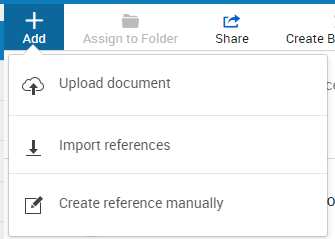 Add Assign to Folder Share Create B
Upload document
Import references
Create reference manually